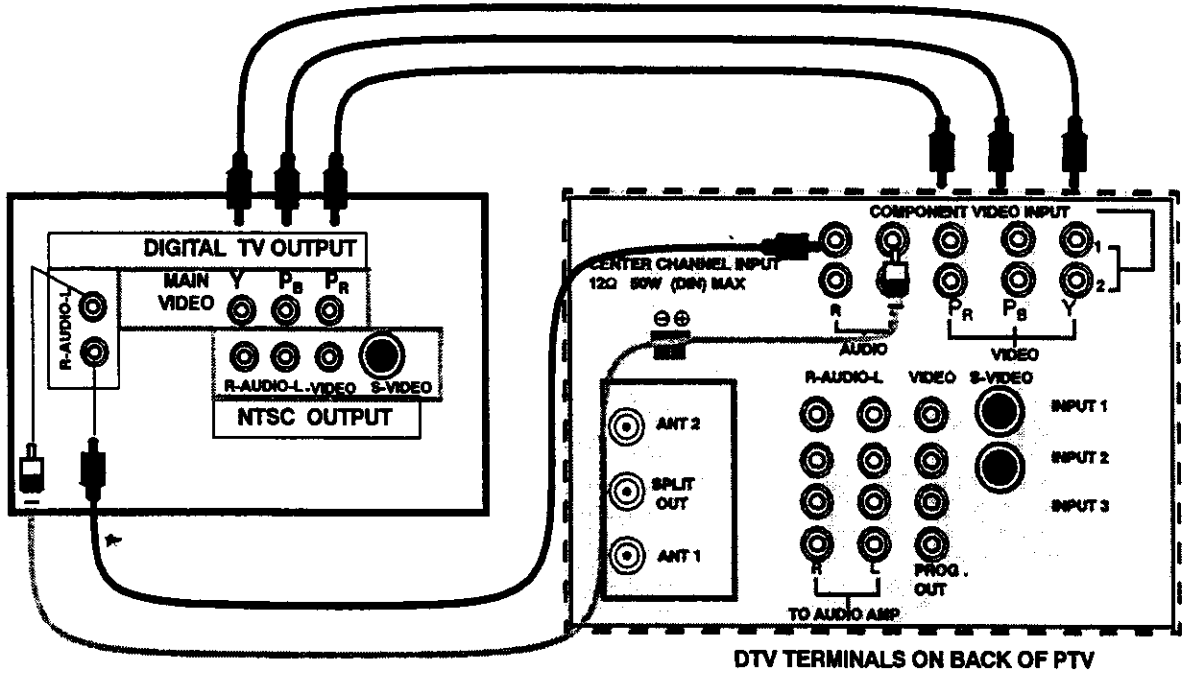 DIGITAL TV OUTPUT
MAIN
VIDEO
Y PB PR
R-AUDIO-L
R-AUDIO-L
VIDEO
S-VIDEO
NTSC OUTPUT
COMPONENT VIDEO INPUT
1
2
CENTER CHANNEL INPUT
12Ω 50W (DIN) MAX
⊖ ⊕
R
AUDIO
PR PB Y
VIDEO
R-AUDIO-L VIDEO S-VIDEO
INPUT 1
INPUT 2
INPUT 3
ANT 2
SPLIT
OUT
ANT 1
R L
PROG.
OUT
TO AUDIO AMP
DTV TERMINALS ON BACK OF PTV